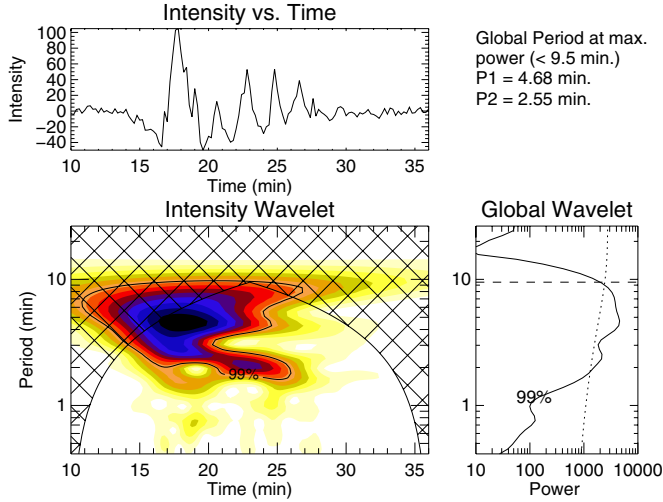 Intensity vs. Time
Intensity
100
80
60
40
20
0
−20
−40
10 15 20 25 30 35
Time (min)
Global Period at max.
power (< 9.5 min.)
P1 = 4.68 min.
P2 = 2.55 min.
Intensity Wavelet
Period (min)
10
1
99%
10 15 20 25 30 35
Time (min)
Global Wavelet
99%
10 100 1000 10000
Power